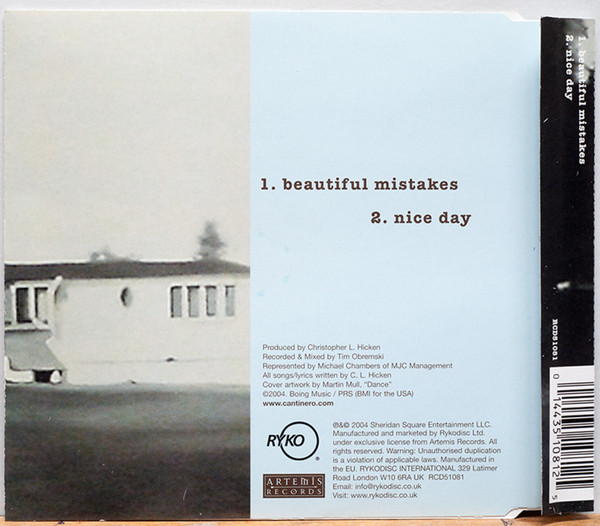 1. beautiful mistakes
2. nice day
Produced by Christopher L. Hicken
Recorded & Mixed by Tim Obremski
Represented by Michael Chambers of MJC Management
All songs/lyrics written by C. L. Hicken
Cover artwork by Martin Mull, "Dance"
©2004. Boing Music / PRS (BMI for the USA)
www.cantinero.com
RYKO
®
ARTEMIS
RECORDS
℗&© 2004 Sheridan Square Entertainment LLC.
Manufactured and marketed by Rykodisc Ltd.
under exclusive license from Artemis Records. All
rights reserved. Warning: Unauthorised duplication
is a violation of applicable laws. Manufactured in
the EU. RYKODISC INTERNATIONAL 329 Latimer
Road London W10 6RA UK  RCD51081
Email: info@rykodisc.co.uk
Visit: www.rykodisc.co.uk
1. beautiful mistakes
2. nice day
RCD51081
0 14435 10812 5